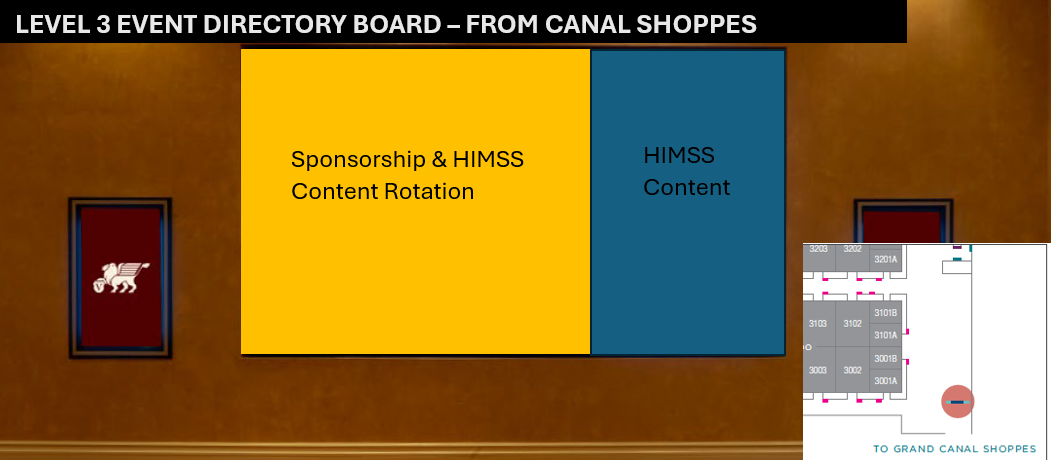 LEVEL 3 EVENT DIRECTORY BOARD – FROM CANAL SHOPPES
Sponsorship & HIMSS
Content Rotation
HIMSS
Content
3203 3202
3201A
3101B
3103 3102
3101A
3001B
3003 3002
3001A
TO GRAND CANAL SHOPPES